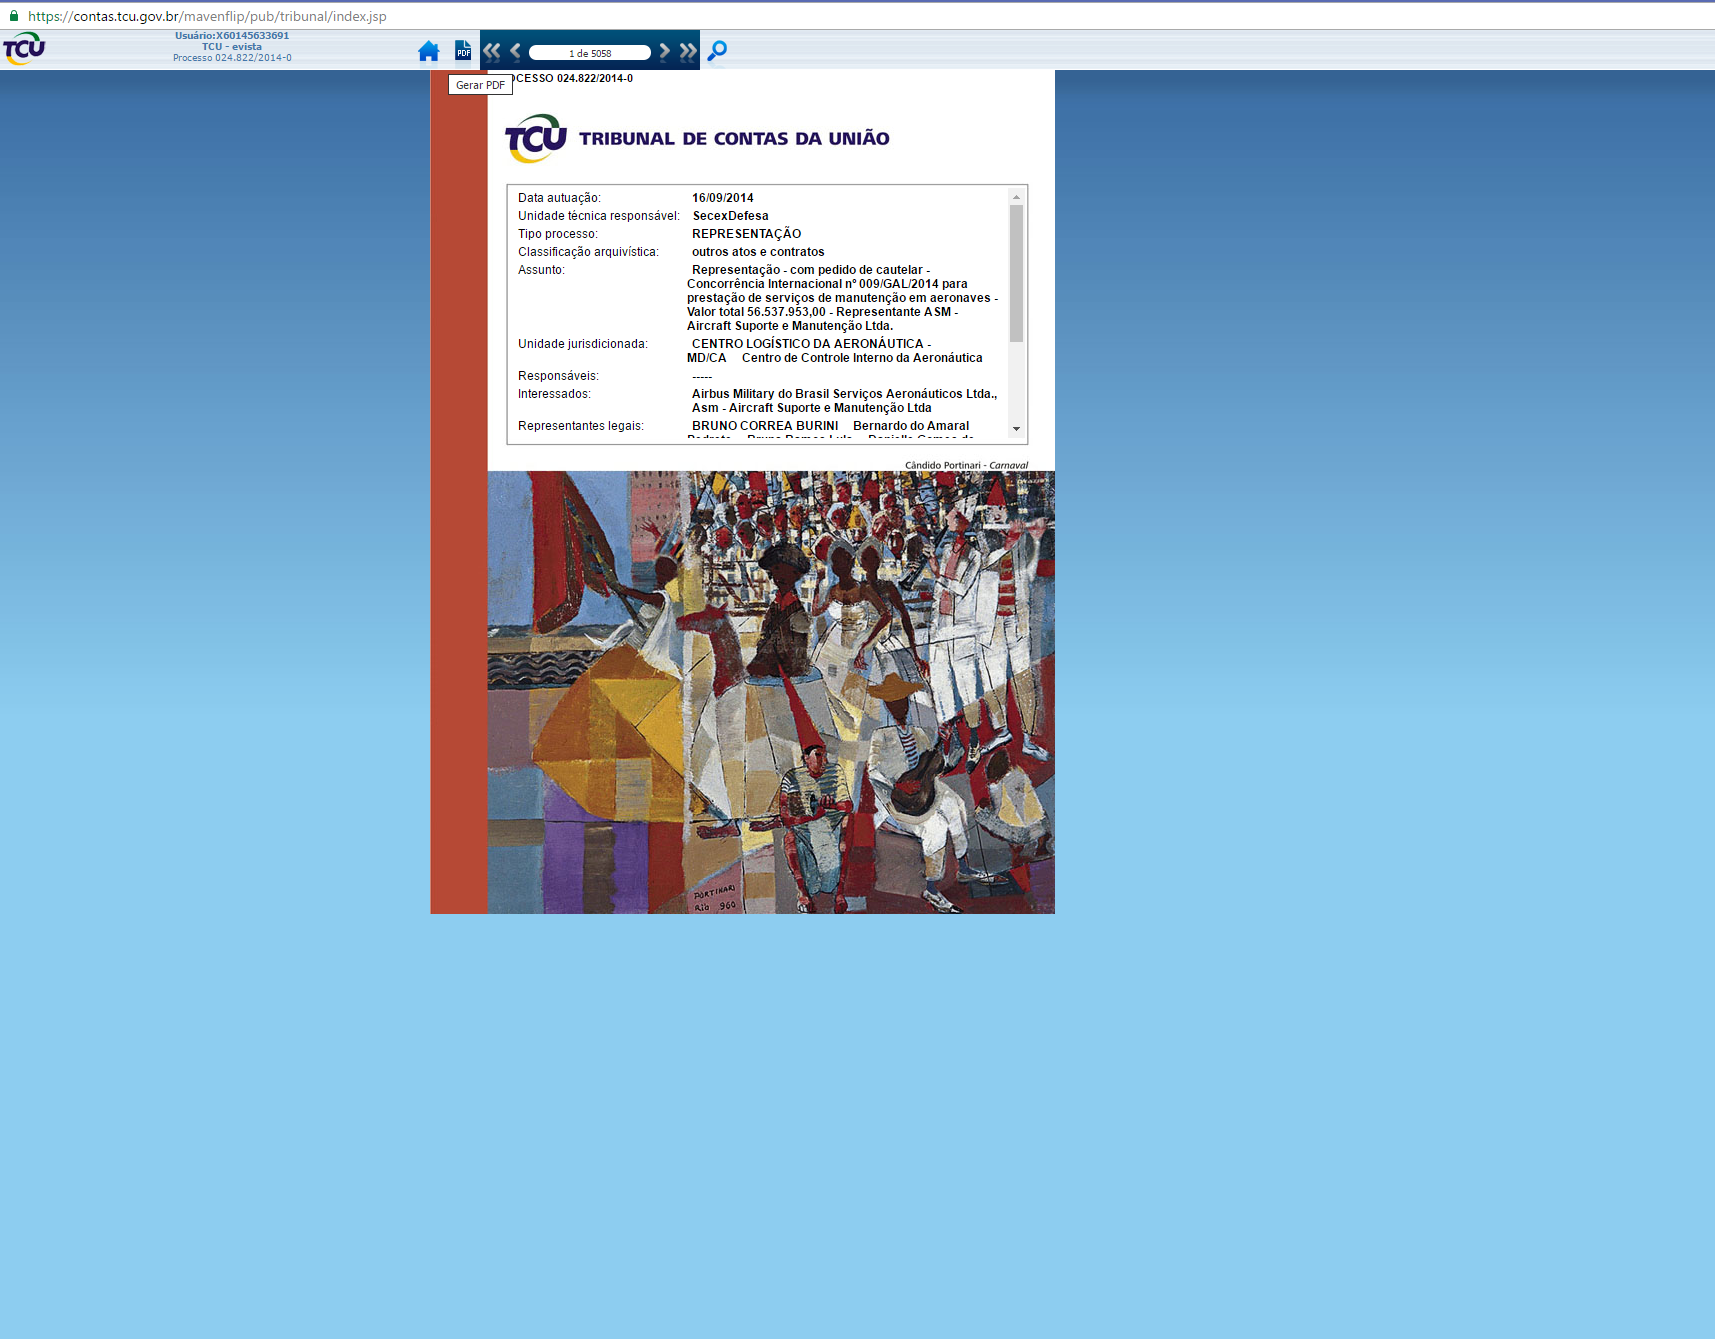 https://contas.tcu.gov.br/mavenflip/pub/tribunal/index.jsp
TCU
Usuário:X60145633691
TCU - evista
Processo 024.822/2014-0
PDF
1 de 5058
Gerar PDF
OCESSO 024.822/2014-0
TCU TRIBUNAL DE CONTAS DA UNIÃO
Data autuação: 16/09/2014
Unidade técnica responsável: SecexDefesa
Tipo processo: REPRESENTAÇÃO
Classificação arquivística: outros atos e contratos
Assunto: Representação - com pedido de cautelar -
Concorrência Internacional nº 009/GAL/2014 para
prestação de serviços de manutenção em aeronaves -
Valor total 56.537.953,00 - Representante ASM -
Aircraft Suporte e Manutenção Ltda.
Unidade jurisdicionada: CENTRO LOGÍSTICO DA AERONÁUTICA -
MD/CA Centro de Controle Interno da Aeronáutica
Responsáveis: -----
Interessados: Airbus Military do Brasil Serviços Aeronáuticos Ltda.,
Asm - Aircraft Suporte e Manutenção Ltda
Representantes legais: BRUNO CORREA BURINI Bernardo do Amaral
Cândido Portinari - Carnaval
PORTINARI
Rio 960